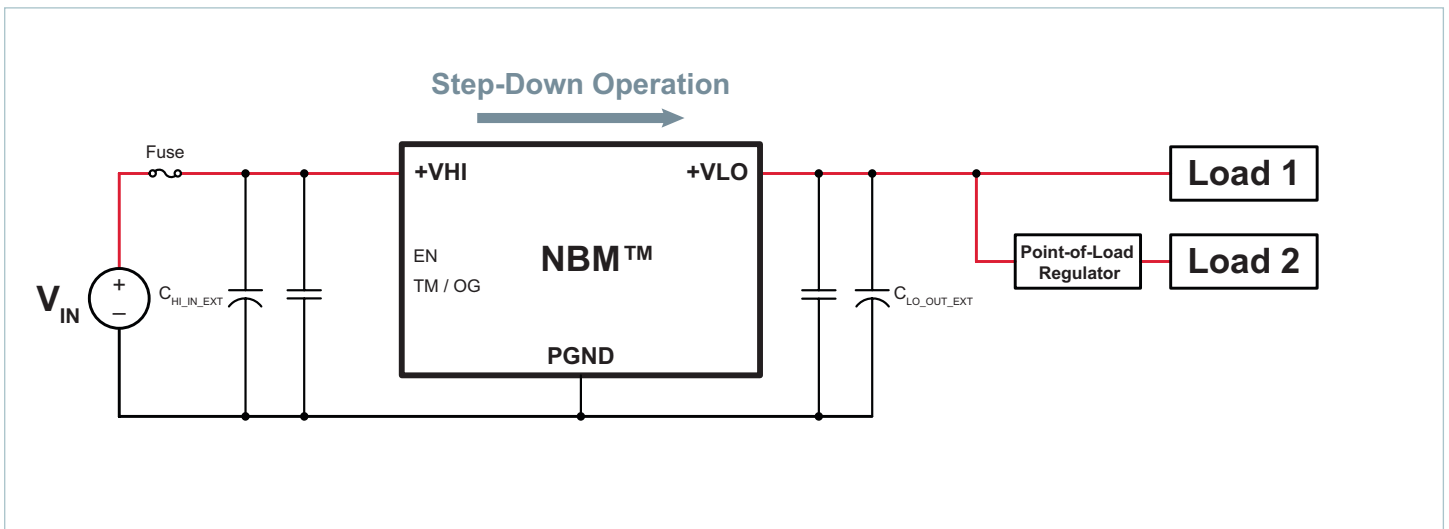 Step-Down Operation
Fuse
+VHI
+VLO
Load 1
EN
NBM™
TM / OG
Point-of-Load
Regulator
Load 2
V_IN
+
–
C_HI_IN_EXT
C_LO_OUT_EXT
PGND